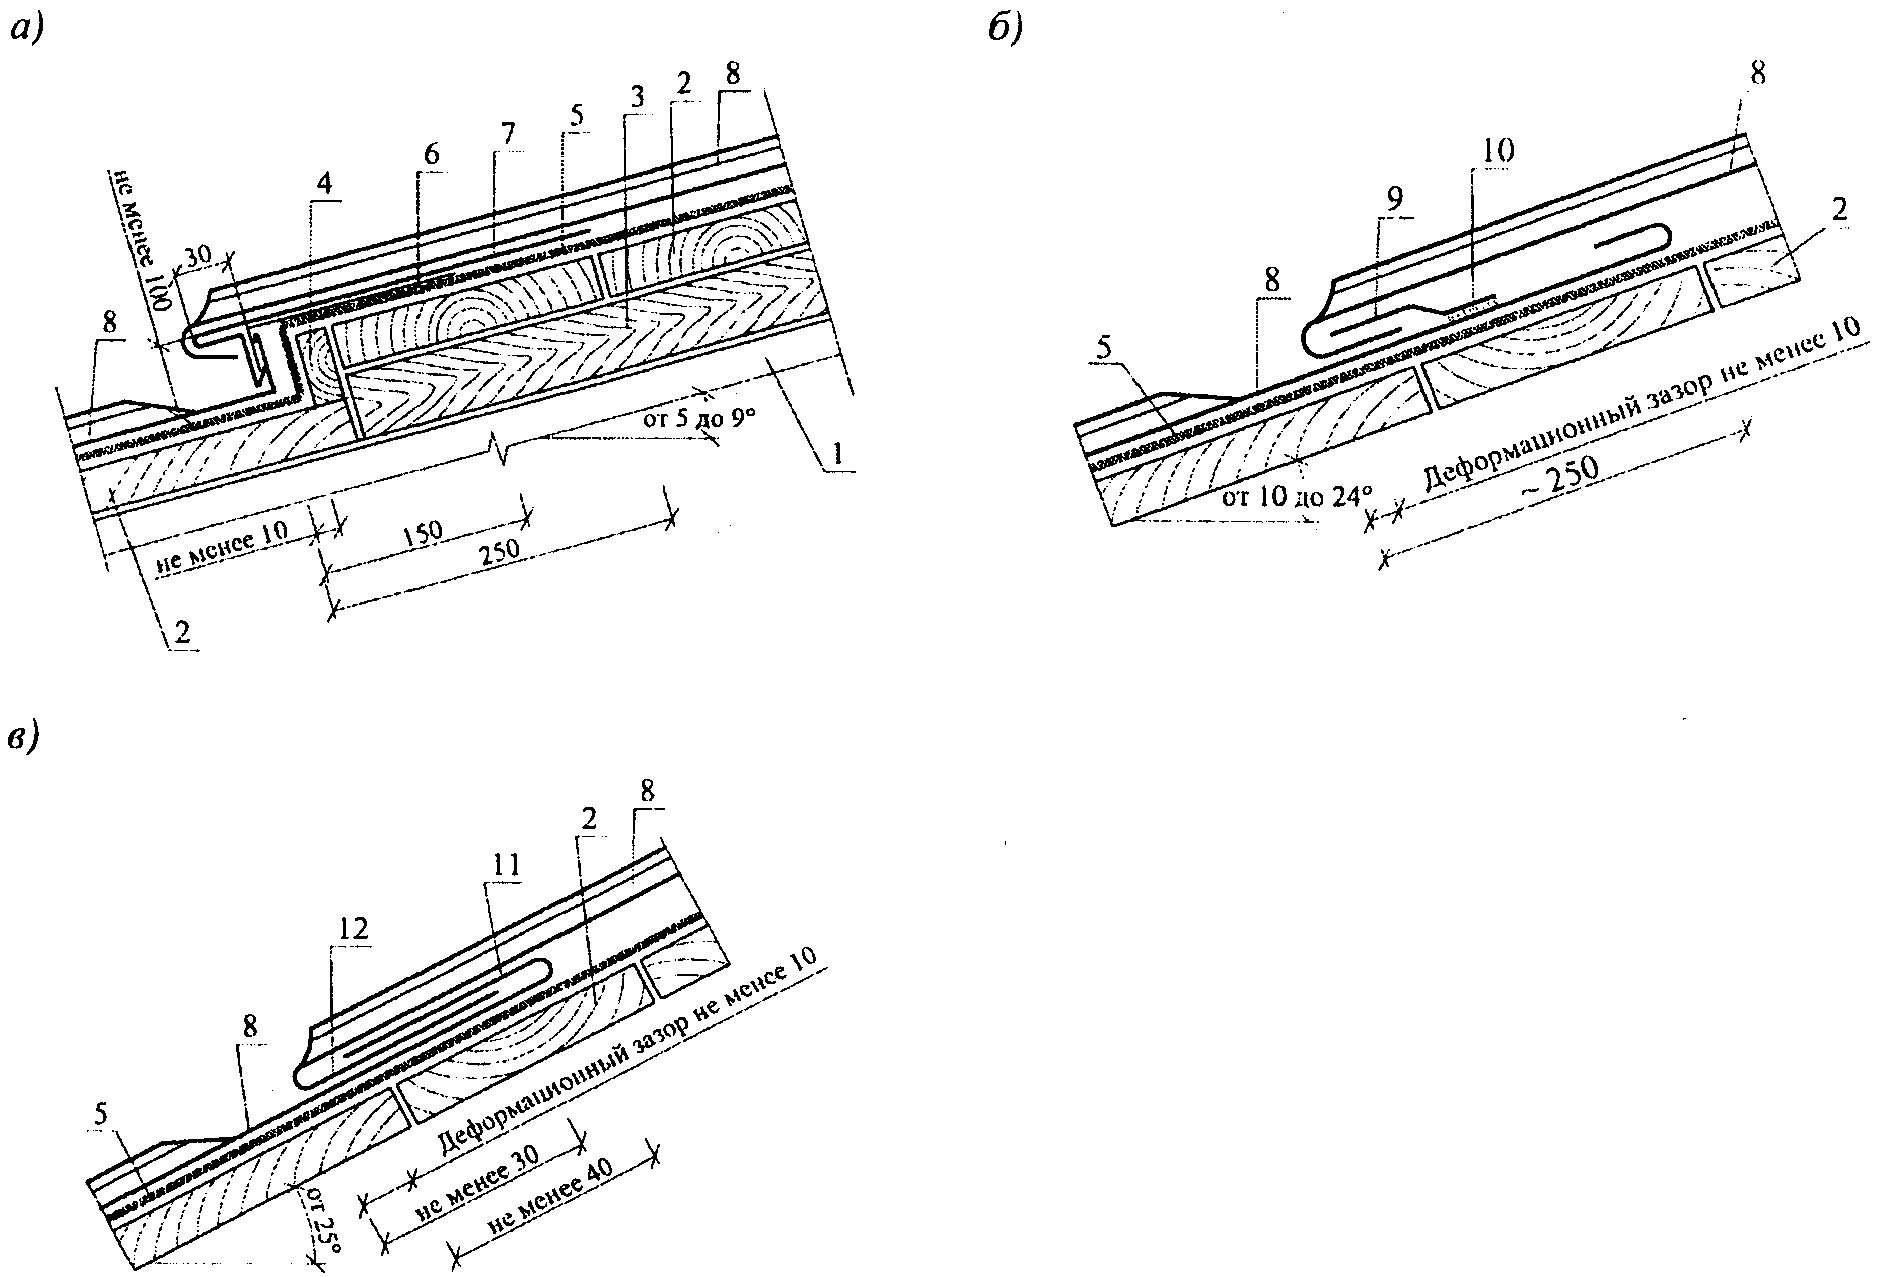 а)
8
2
3
5
7
6
4
не менее 100
30
8
от 5 до 9°
1
не менее 10
150
250
2
б)
8
10
9
2
8
5
Деформационный зазор не менее 10
от 10 до 24°
~ 250
в)
8
2
11
12
8
5
Деформационный зазор не менее 10
не менее 30
не менее 40
от 25°